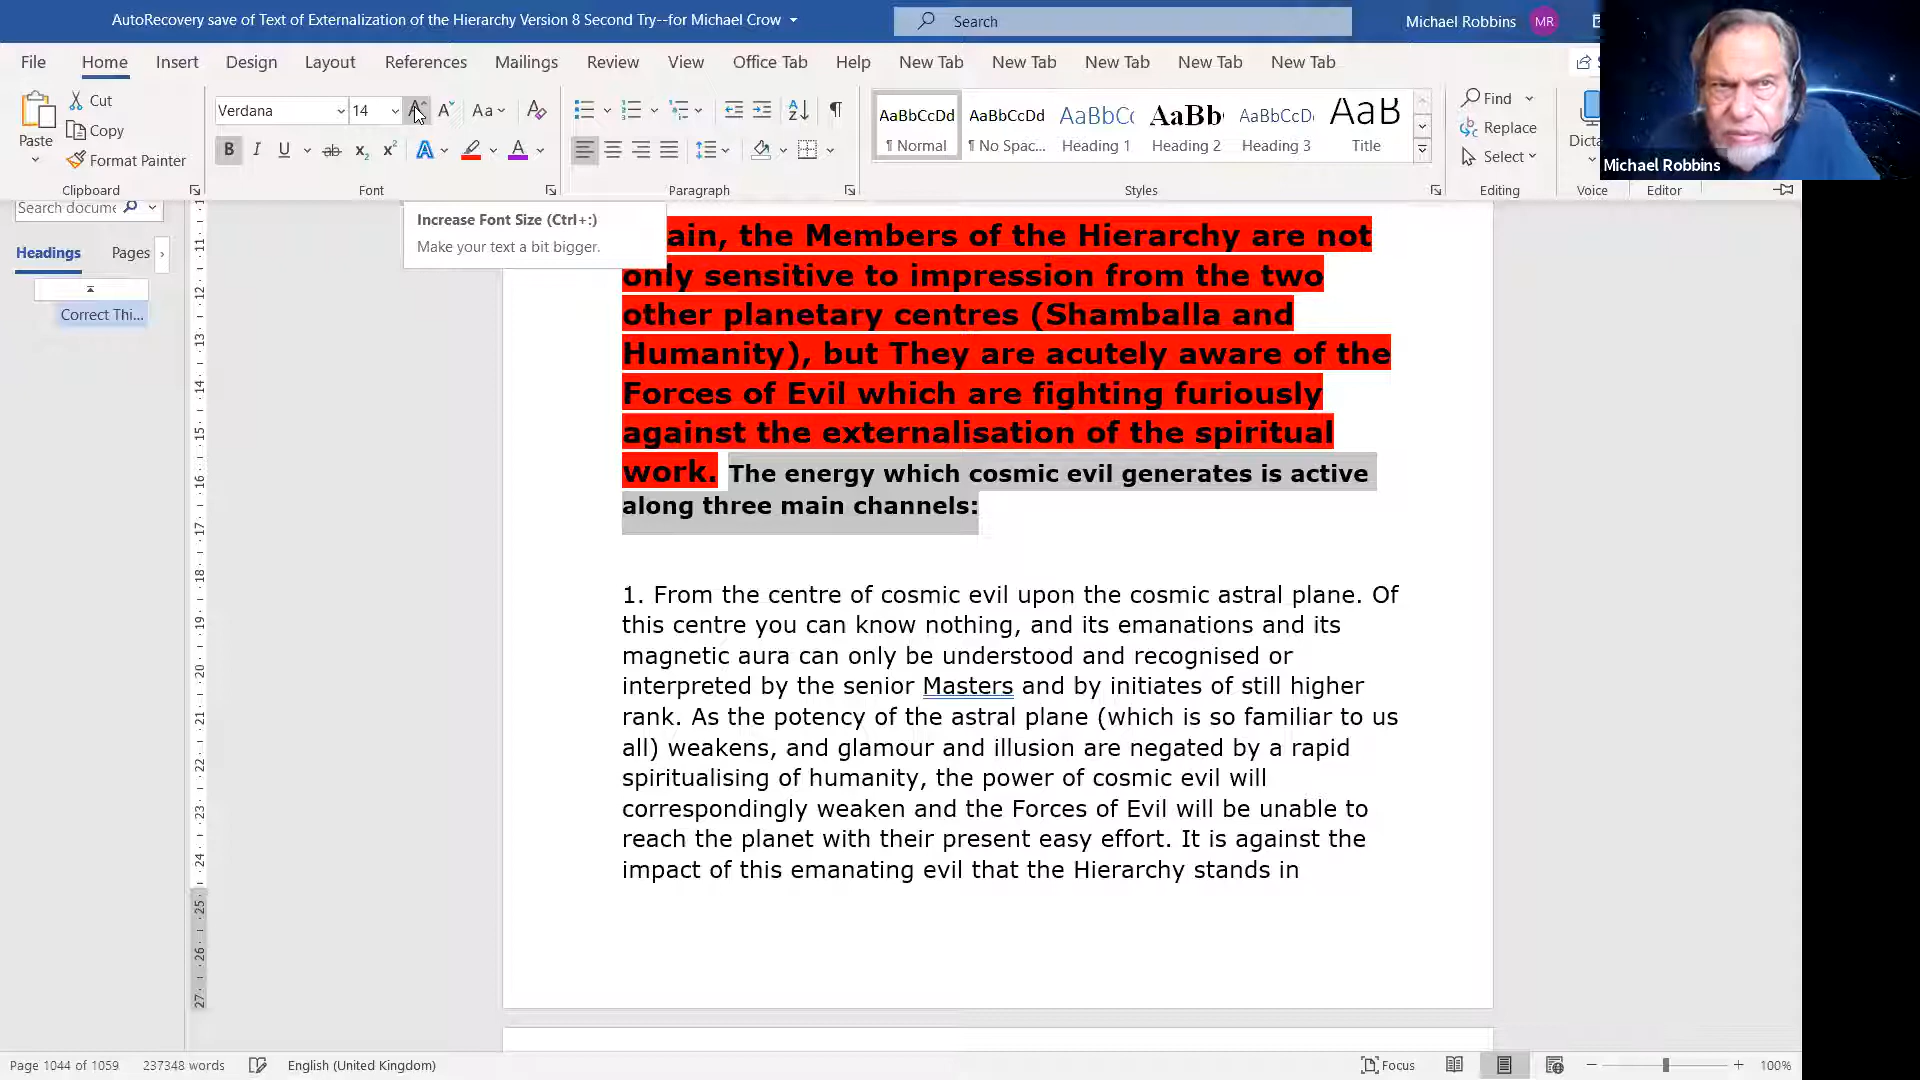 AutoRecovery save of Text of Externalization of the Hierarchy Version 8 Second Try--for Michael Crow
Search
Michael Robbins MR
File Home Insert Design Layout References Mailings Review View Office Tab Help New Tab New Tab New Tab New Tab New Tab
Verdana 14
Cut
Copy
Format Painter
Paste
Clipboard
Font
Paragraph
AaBbCcDd
¶ Normal
AaBbCcDd
¶ No Spac...
AaBbC
Heading 1
AaBb
Heading 2
AaBbCcD
Heading 3
AaB
Title
Styles
Find
Replace
Select
Editing
Dicta
Voice
Editor
Michael Robbins
Search docume
Headings Pages
Correct Thi...
Increase Font Size (Ctrl+:)
Make your text a bit bigger.
ain, the Members of the Hierarchy are not
only sensitive to impression from the two
other planetary centres (Shamballa and
Humanity), but They are acutely aware of the
Forces of Evil which are fighting furiously
against the externalisation of the spiritual
work. The energy which cosmic evil generates is active
along three main channels:
1. From the centre of cosmic evil upon the cosmic astral plane. Of
this centre you can know nothing, and its emanations and its
magnetic aura can only be understood and recognised or
interpreted by the senior Masters and by initiates of still higher
rank. As the potency of the astral plane (which is so familiar to us
all) weakens, and glamour and illusion are negated by a rapid
spiritualising of humanity, the power of cosmic evil will
correspondingly weaken and the Forces of Evil will be unable to
reach the planet with their present easy effort. It is against the
impact of this emanating evil that the Hierarchy stands in
Page 1044 of 1059 237348 words English (United Kingdom) Focus 100%